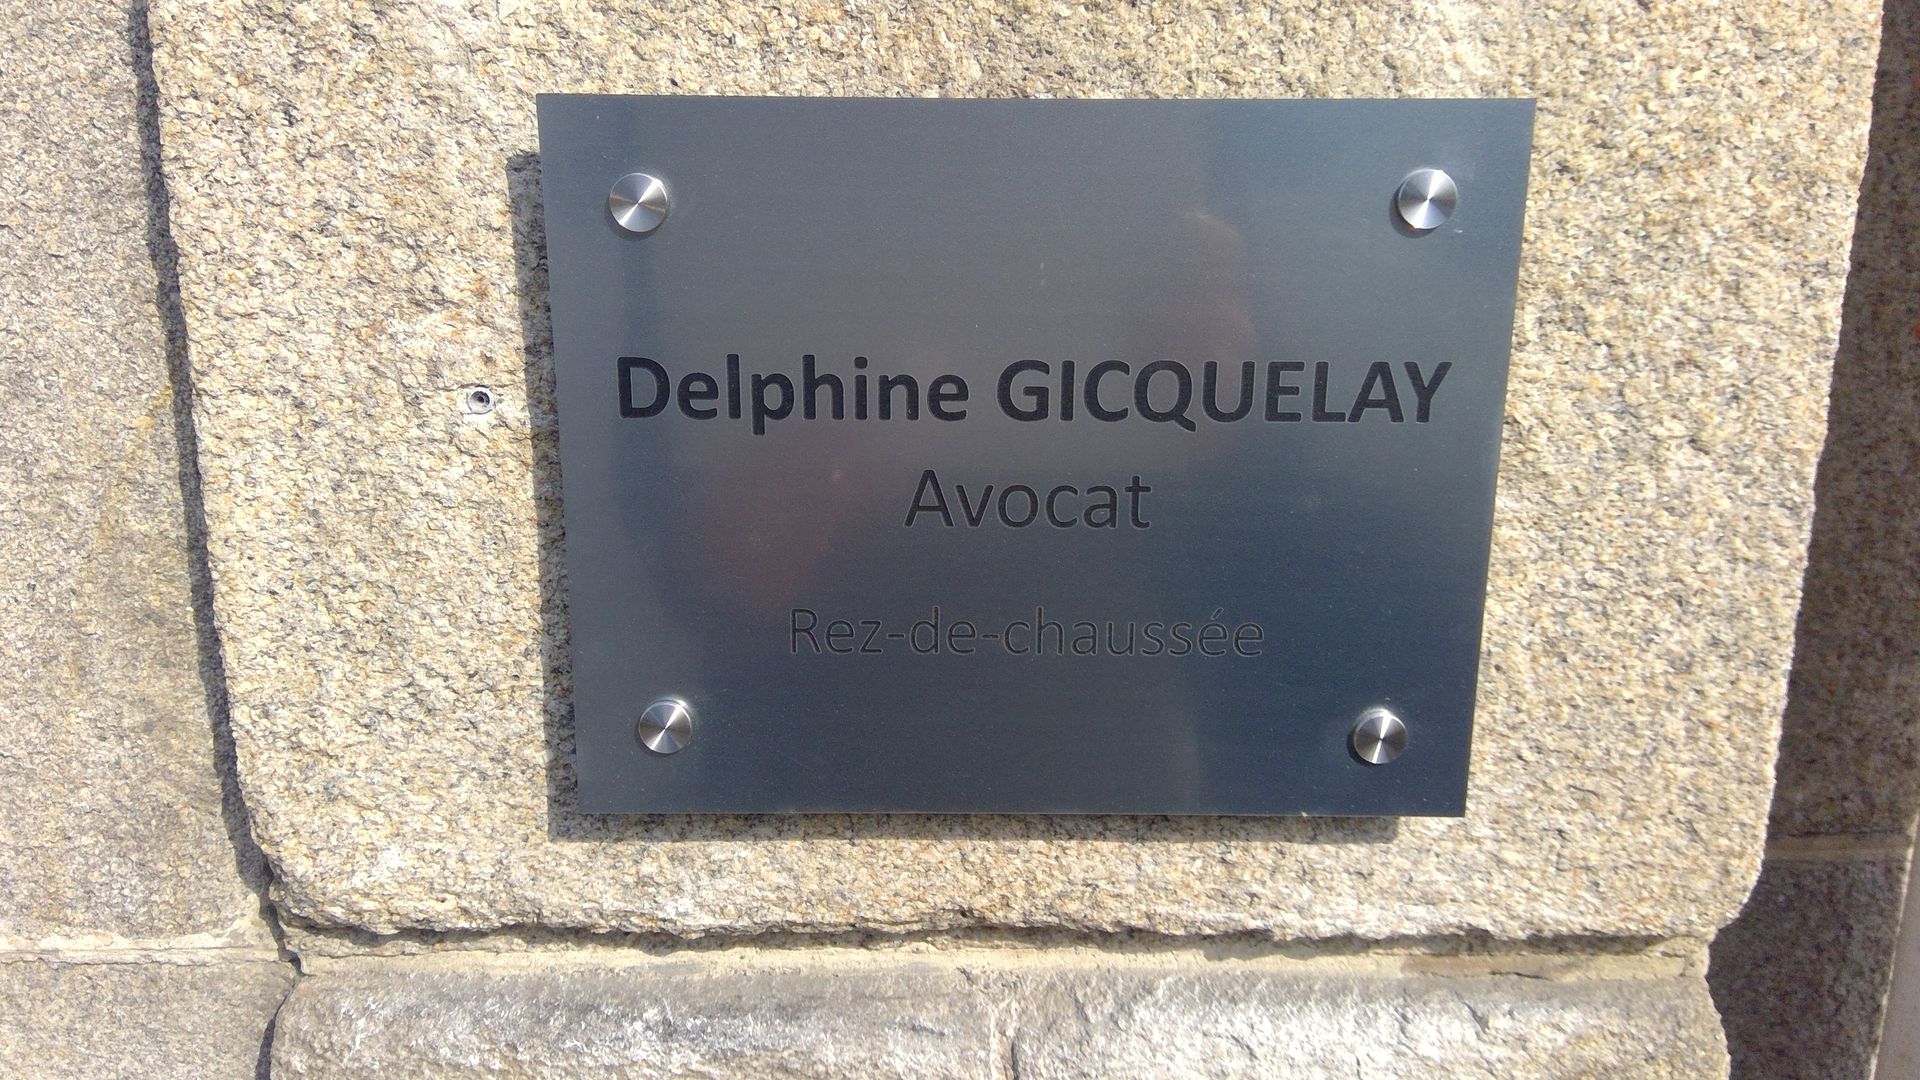 Delphine GICQUELAY
Avocat
Rez-de-chaussée